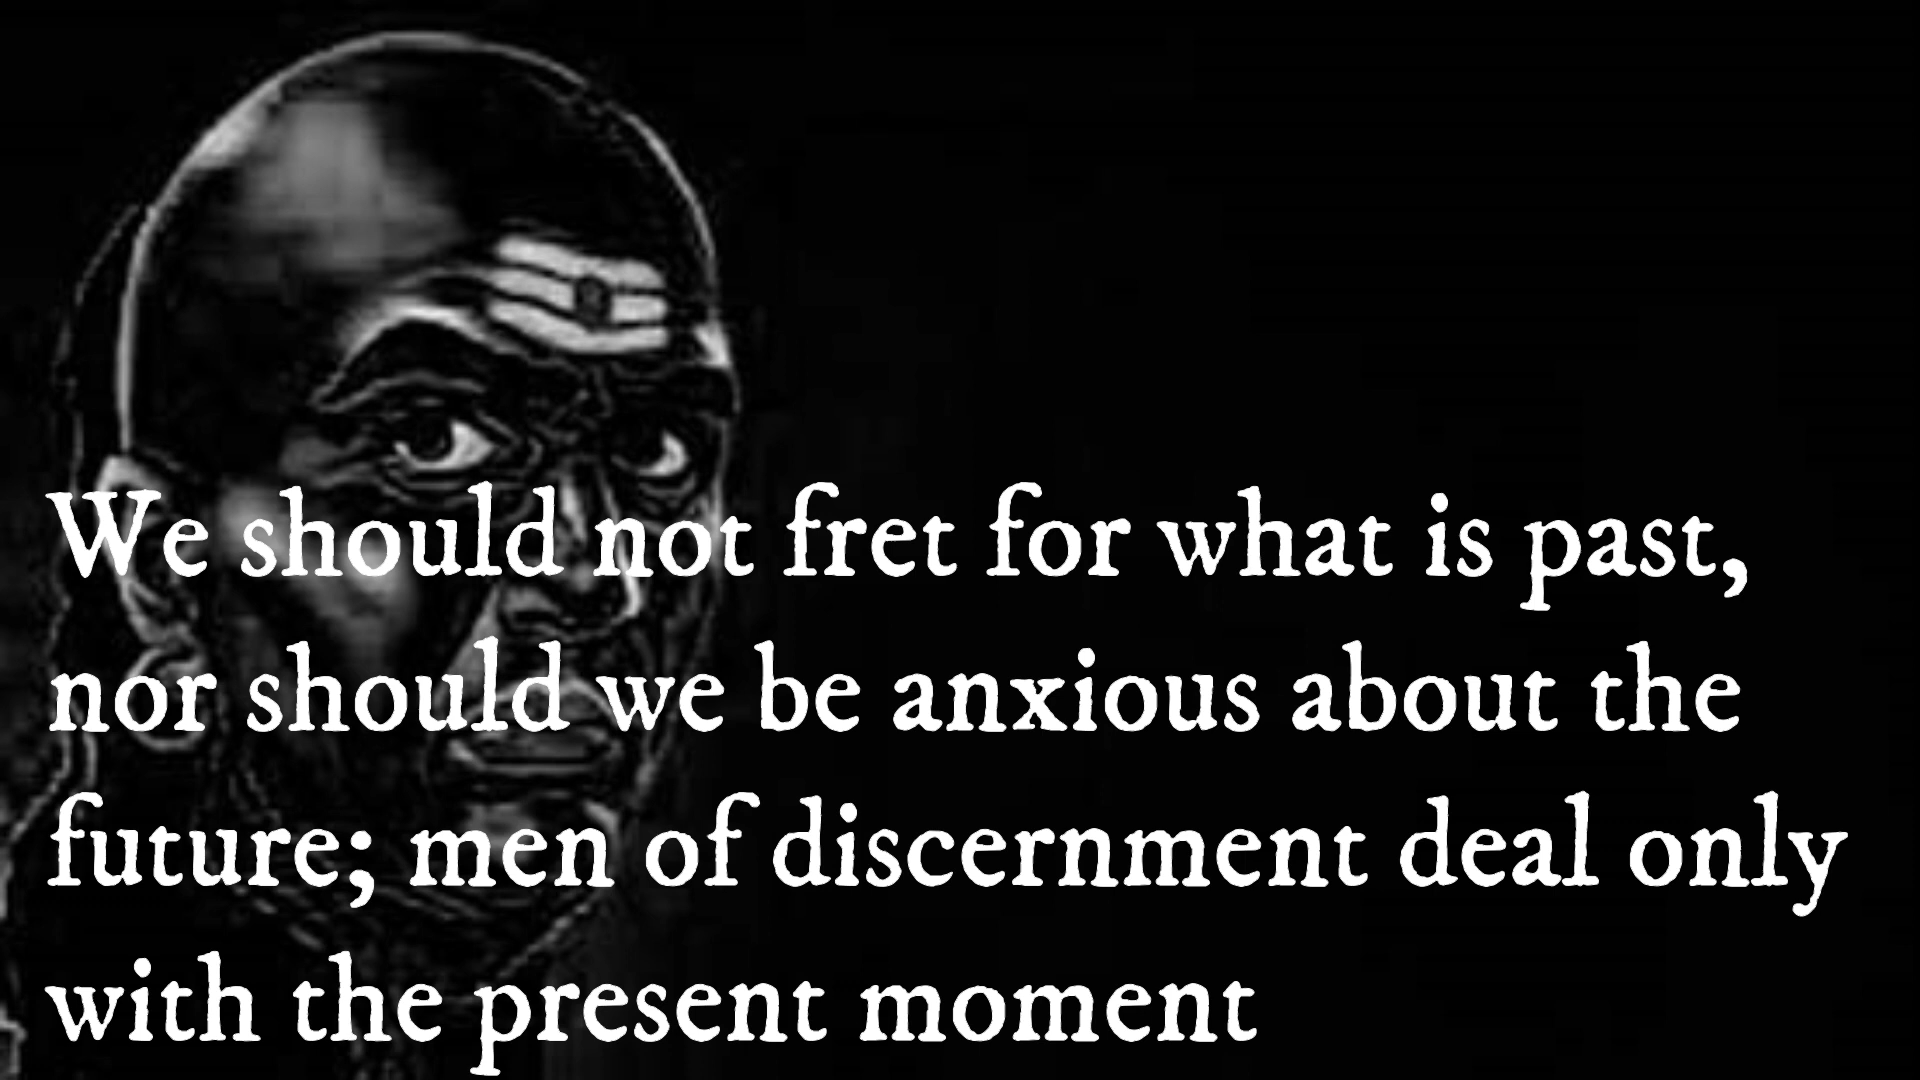 We should not fret for what is past,
nor should we be anxious about the
future; men of discernment deal only
with the present moment